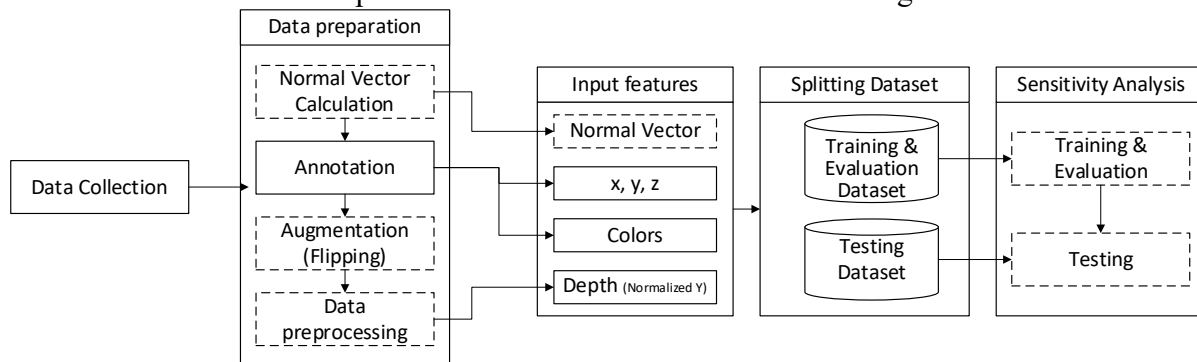 Data Collection
Data preparation
Normal Vector
Calculation
Annotation
Augmentation
(Flipping)
Data
preprocessing
Input features
Normal Vector
x, y, z
Colors
Depth (Normalized Y)
Splitting Dataset
Training &
Evaluation
Dataset
Testing
Dataset
Sensitivity Analysis
Training &
Evaluation
Testing